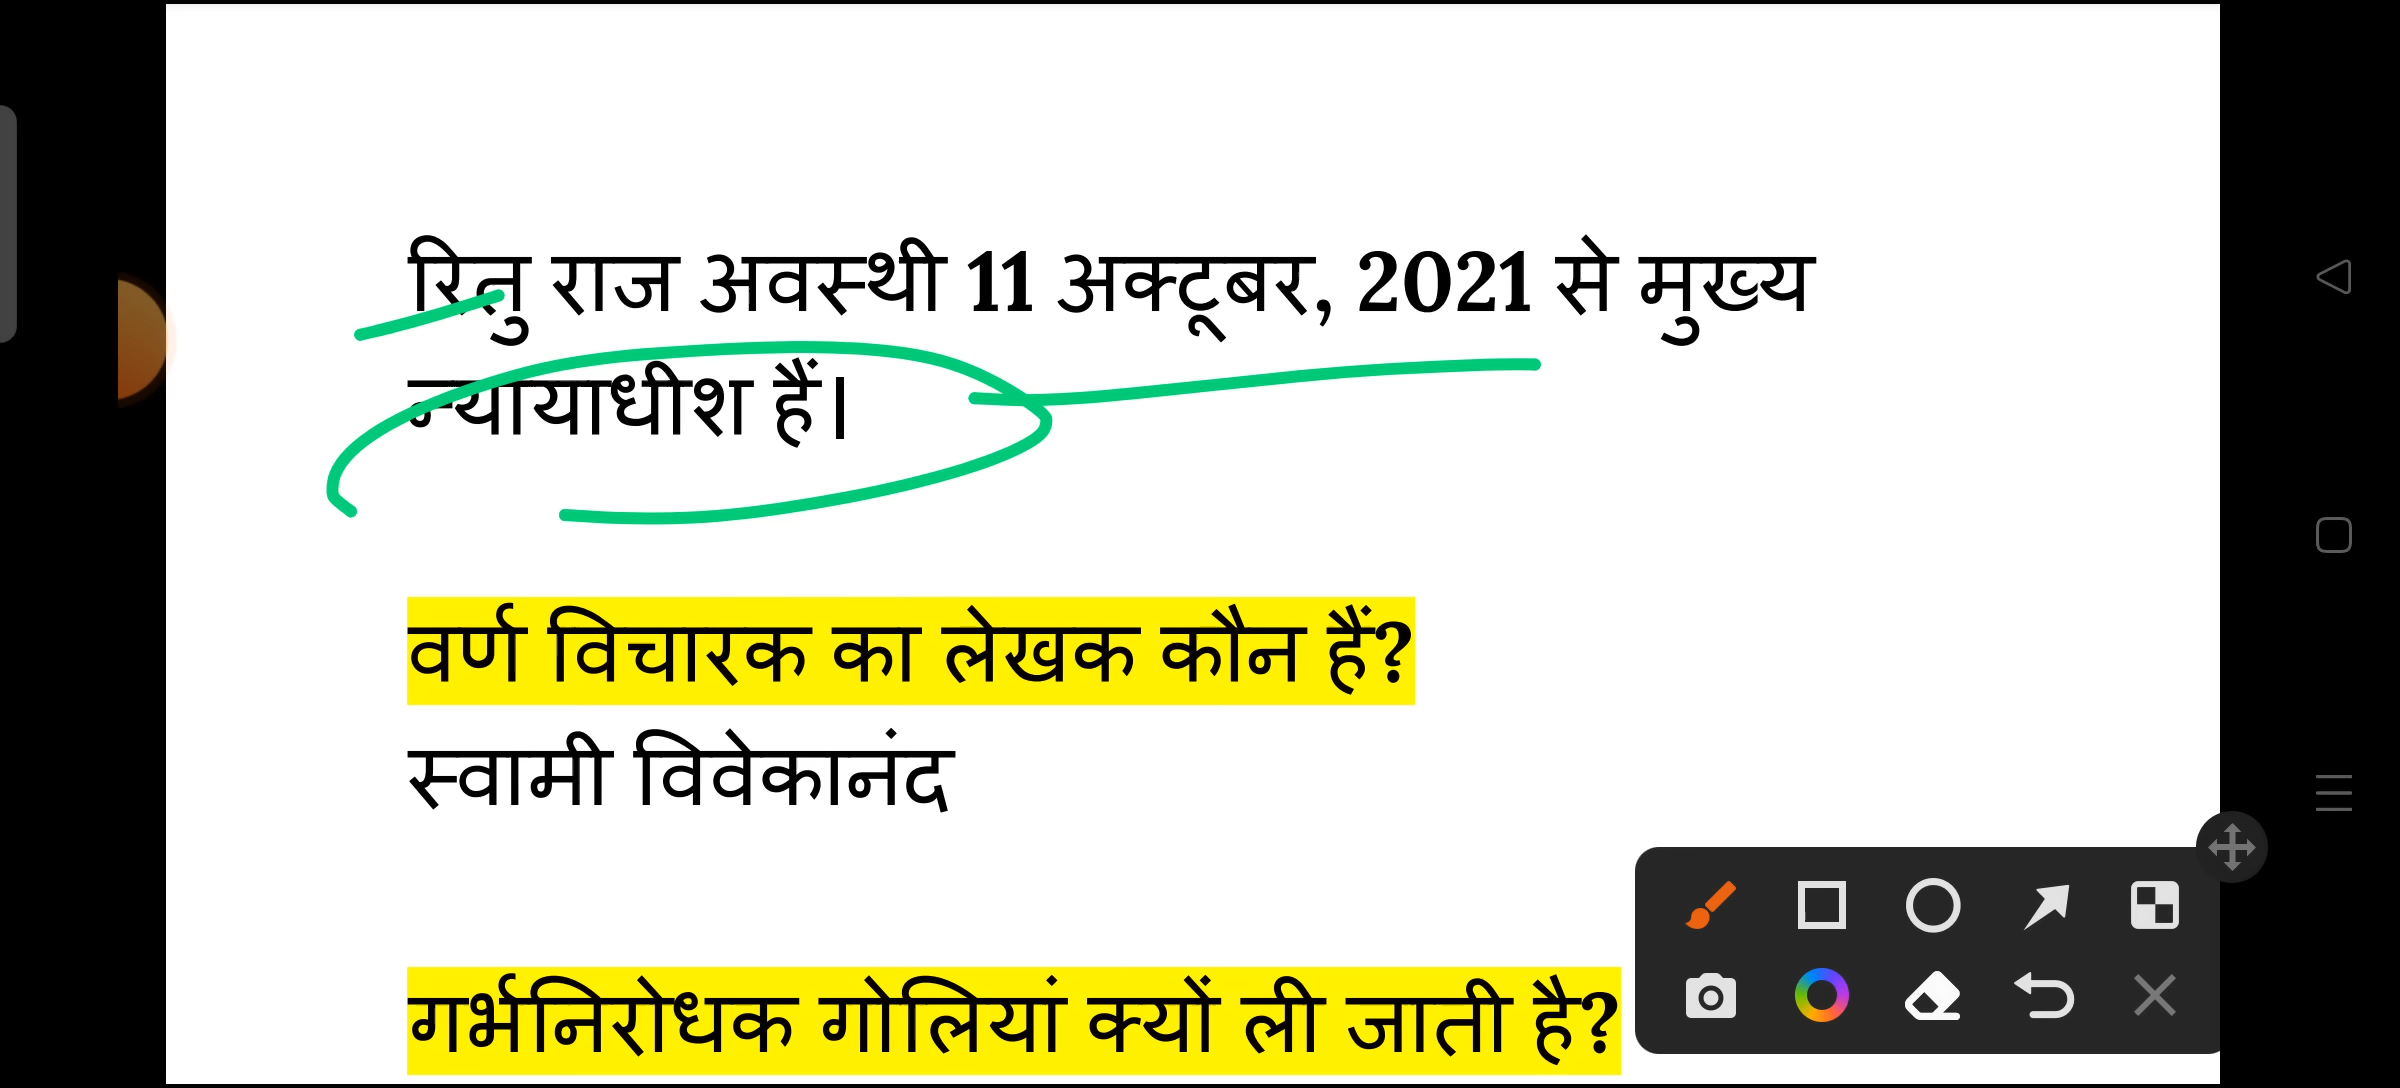 रितु राज अवस्थी 11 अक्टूबर, 2021 से मुख्य
न्यायाधीश हैं।
वर्ण विचारक का लेखक कौन हैं?
स्वामी विवेकानंद
गर्भनिरोधक गोलियां क्यों ली जाती है?